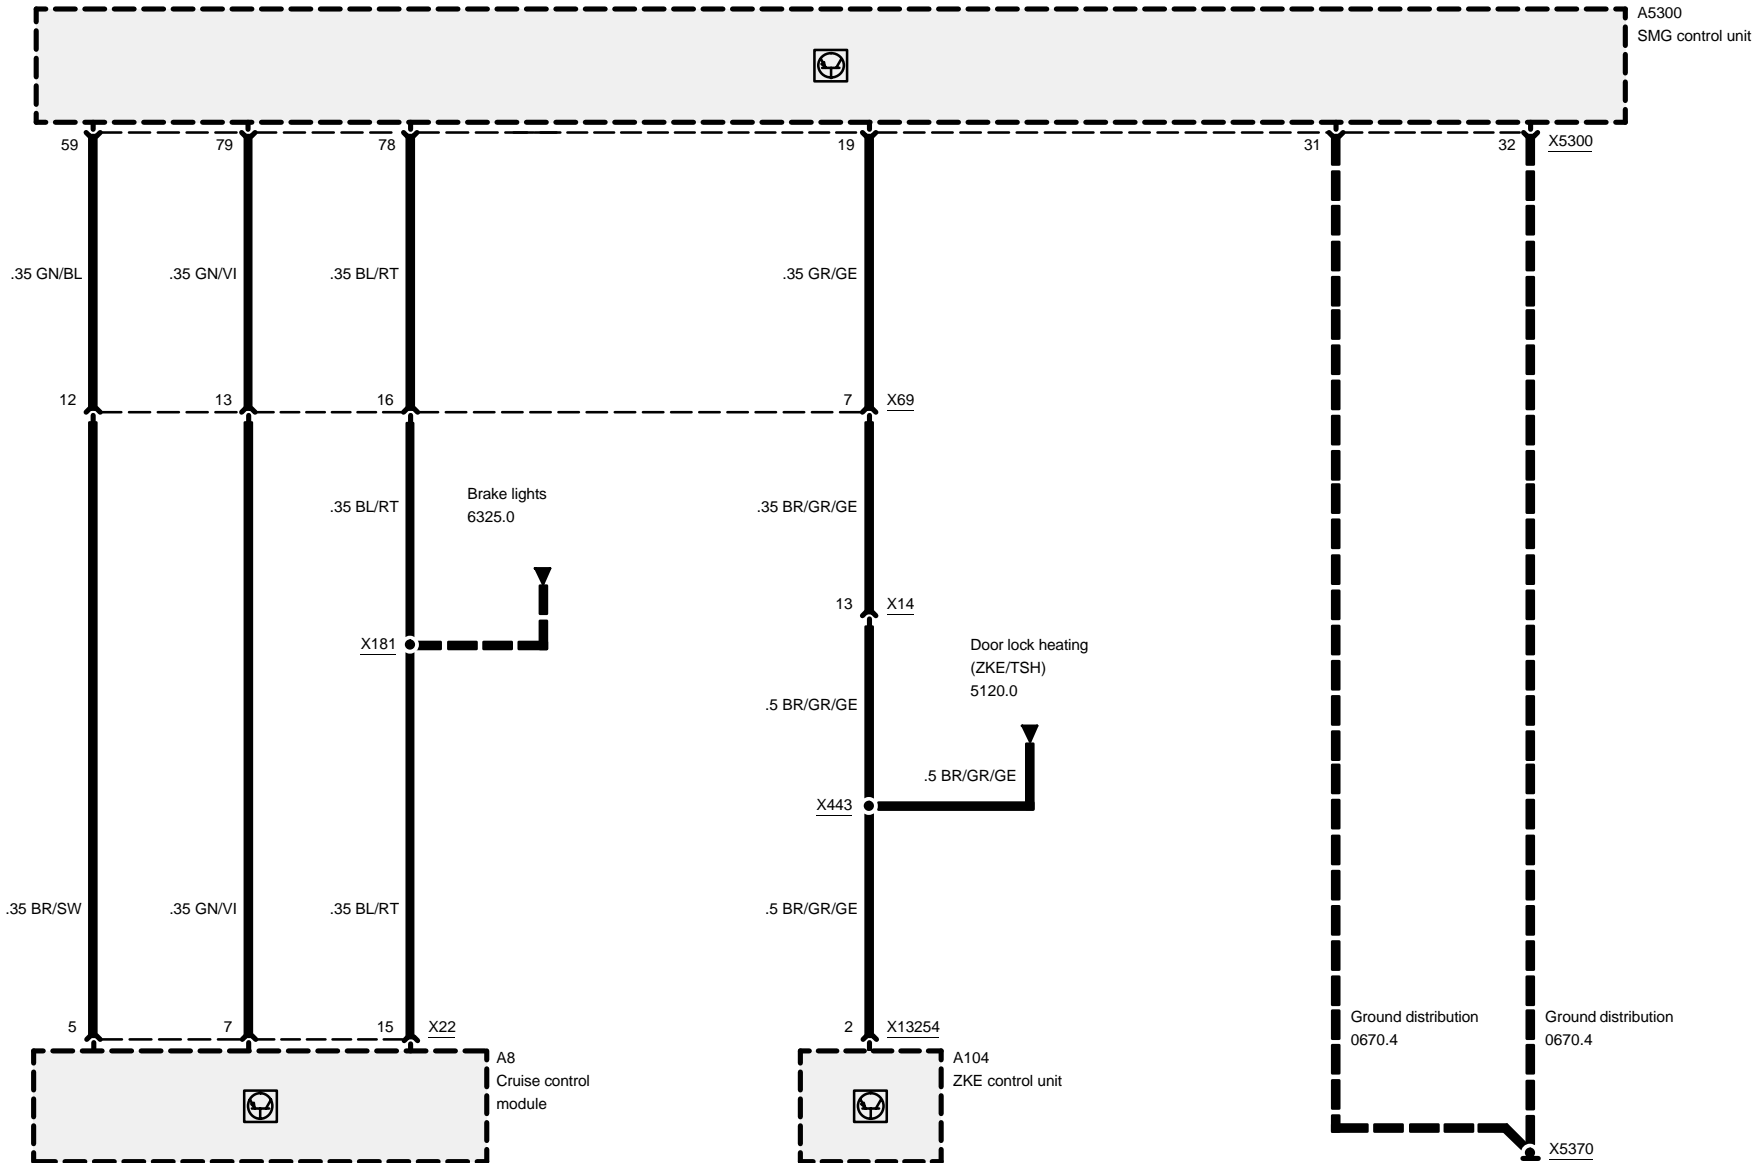 A5300
SMG control unit
59
79
78
19
31
32
X5300
.35 GN/BL
.35 GN/VI
.35 BL/RT
.35 GR/GE
12
13
16
7
X69
Brake lights
6325.0
.35 BL/RT
.35 BR/GR/GE
13
X14
X181
Door lock heating
(ZKE/TSH)
5120.0
.5 BR/GR/GE
.5 BR/GR/GE
X443
.35 BR/SW
.35 GN/VI
.35 BL/RT
.5 BR/GR/GE
5
7
15
X22
2
X13254
Ground distribution
0670.4
Ground distribution
0670.4
A8
Cruise control
module
A104
ZKE control unit
X5370